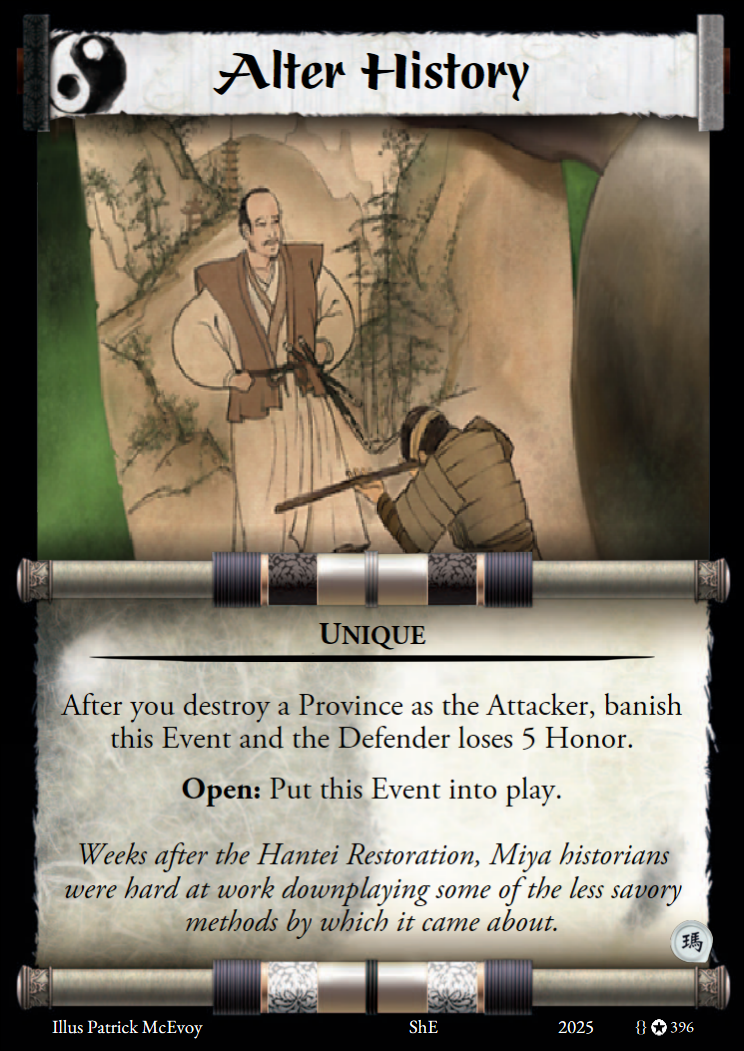 Alter History
UNIQUE
After you destroy a Province as the Attacker, banish
this Event and the Defender loses 5 Honor.
Open: Put this Event into play.
Weeks after the Hantei Restoration, Miya historians
were hard at work downplaying some of the less savory
methods by which it came about.
瑪
Illus Patrick McEvoy ShE 2025 {} ✪ 396